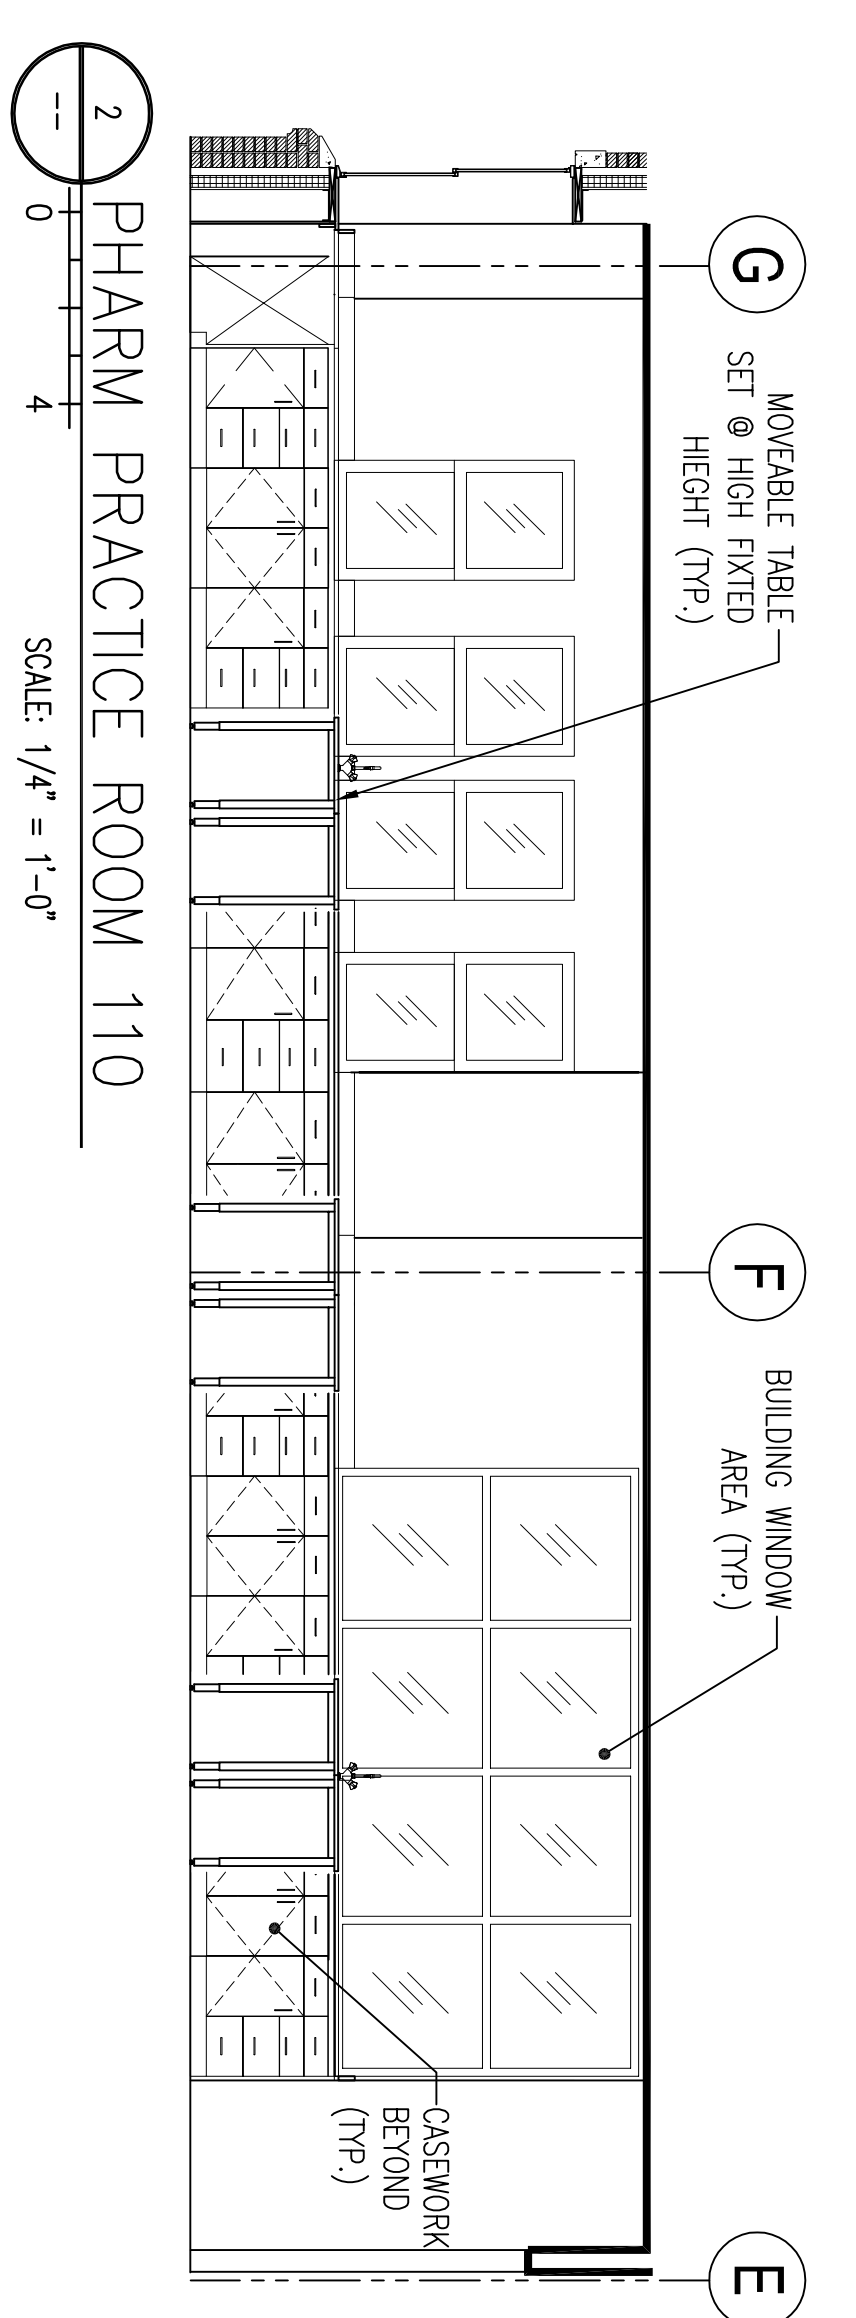 G
F
E
MOVEABLE TABLE
SET @ HIGH FIXTED
HIEGHT (TYP.)
BUILDING WINDOW
AREA (TYP.)
CASEWORK
BEYOND
(TYP.)
2
--
PHARM PRACTICE ROOM 110
0 4
SCALE: 1/4" = 1'-0"